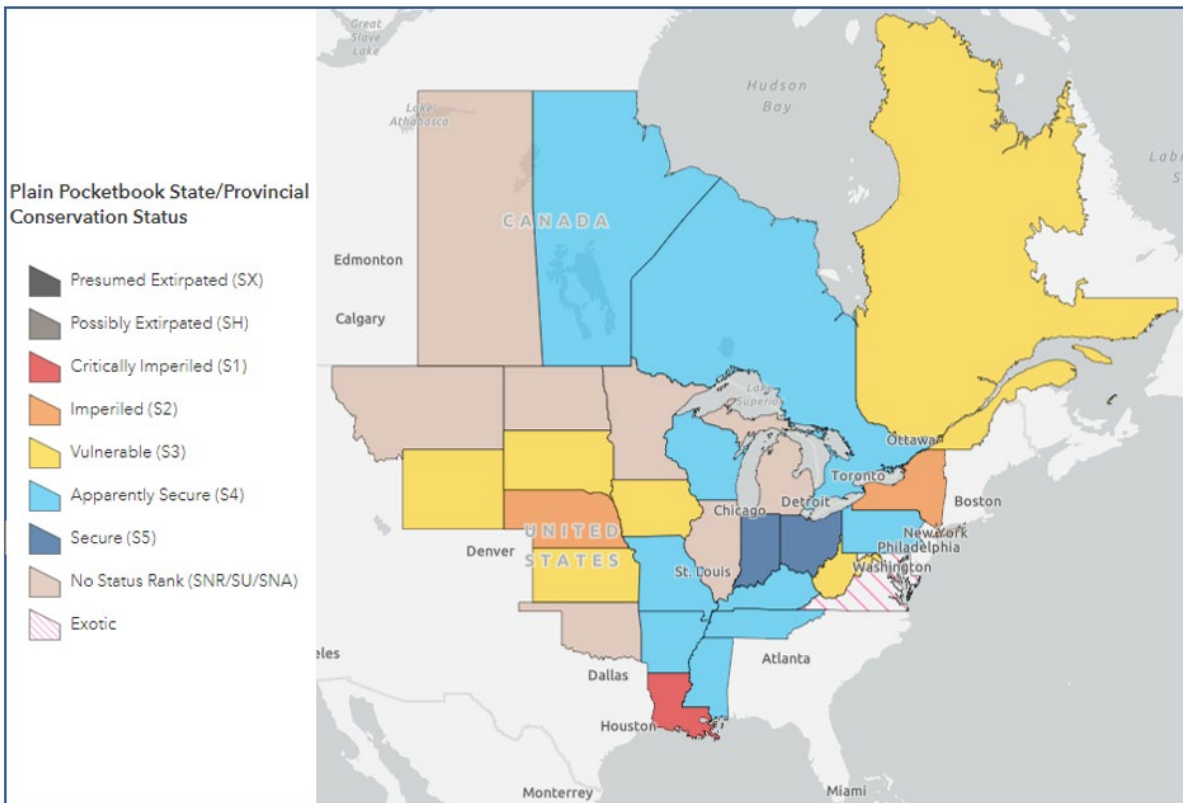 Plain Pocketbook State/Provincial
Conservation Status
Presumed Extirpated (SX)
Possibly Extirpated (SH)
Critically Imperiled (S1)
Imperiled (S2)
Vulnerable (S3)
Apparently Secure (S4)
Secure (S5)
No Status Rank (SNR/SU/SNA)
Exotic
Great
Slave
Lake
Lake
Athabasca
Hudson
Bay
CANADA
Edmonton
Calgary
Lake
Superior
Ottawa
Toronto
Boston
Detroit
Chicago
New York
Philadelphia
Washington
UNITED
STATES
Denver
St. Louis
Atlanta
Dallas
Houston
Monterrey
Miami